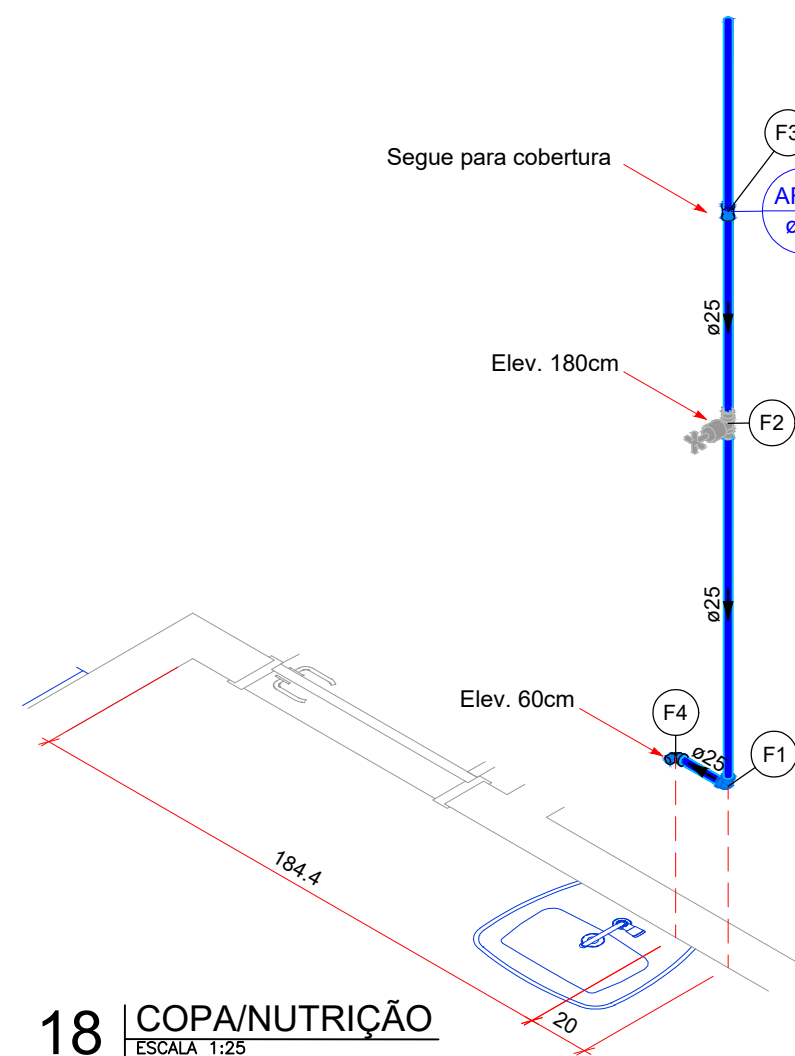 F3
Segue para cobertura
ø25
Elev. 180cm
F2
ø25
Elev. 60cm
F4
ø25
F1
184.4
20
18
COPA/NUTRIÇÃO
ESCALA 1:25